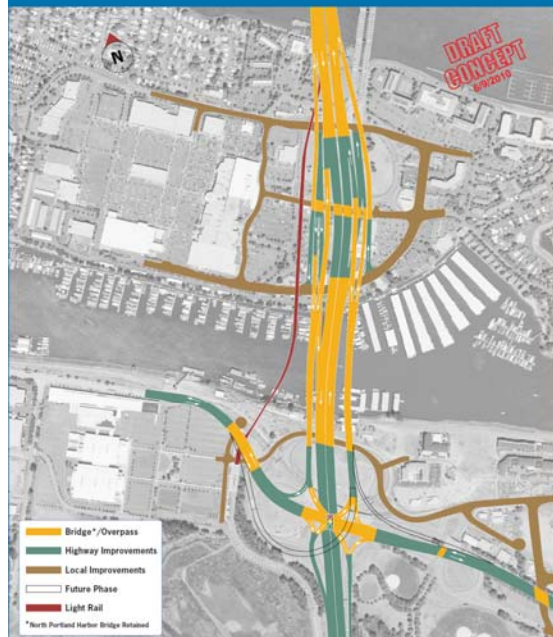 N
DRAFT
CONCEPT
6/9/2010
Bridge*/Overpass
Highway Improvements
Local Improvements
Future Phase
Light Rail
*North Portland Harbor Bridge Retained